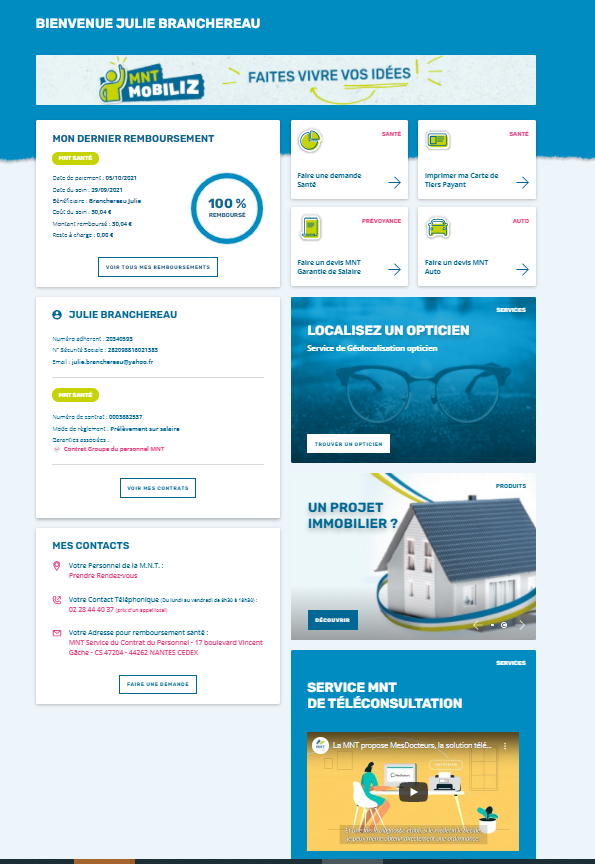 BIENVENUE JULIE BRANCHEREAU
MNT
MOBILIZ
FAITES VIVRE VOS IDÉES
MON DERNIER REMBOURSEMENT
MNT SANTÉ
Date de paiement : 05/10/2021
Date du soin : 29/09/2021
Bénéficiaire : Branchereau Julie
Coût du soin : 30,04 €
Montant remboursé : 30,04 €
Reste à charge : 0,00 €
100 %
REMBOURSÉ
VOIR TOUS MES REMBOURSEMENTS
SANTÉ
Faire une demande
Santé
SANTÉ
Imprimer ma Carte de
Tiers Payant
PRÉVOYANCE
Faire un devis MNT
Garantie de Salaire
AUTO
Faire un devis MNT
Auto
JULIE BRANCHEREAU
Numéro adhérent : 20340593
N° Sécurité Sociale : 282098816021383
Email : julie.branchereau@yahoo.fr
MNT SANTÉ
Numéro de contrat : 0003682537
Mode de règlement : Prélèvement sur salaire
Garanties associées :
Contrat Groupe du personnel MNT
VOIR MES CONTRATS
SERVICES
LOCALISEZ UN OPTICIEN
Service de Géolocalisation opticien
TROUVER UN OPTICIEN
PRODUITS
UN PROJET
IMMOBILIER ?
DÉCOUVRIR
MES CONTACTS
Votre Personnel de la M.N.T. :
Prendre Rendez-vous
Votre Contact Téléphonique (Du lundi au vendredi de 8h30 à 18h30) :
02 28 44 40 37 (prix d'un appel local)
Votre Adresse pour remboursement santé :
MNT Service du Contrat du Personnel - 17 boulevard Vincent
Gâche - CS 47204 - 44262 NANTES CEDEX
FAIRE UNE DEMANDE
SERVICES
SERVICE MNT
DE TÉLÉCONSULTATION
MNT
La MNT propose MesDocteurs, la solution télé...
MesDocteurs